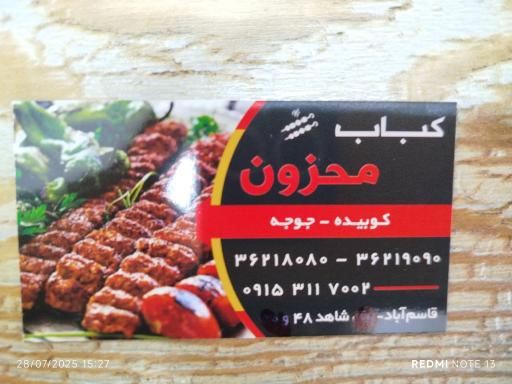 کباب
محزون
کوبیده - جوجه
۳۶۲۱۸۰۸۰ - ۳۶۲۱۹۰۹۰
۰۹۱۵ ۳۱۱ ۷۰۰۲
قاسم‌آباد- شاهد ۴۸ و
28/07/2025 15:27
REDMI NOTE 13